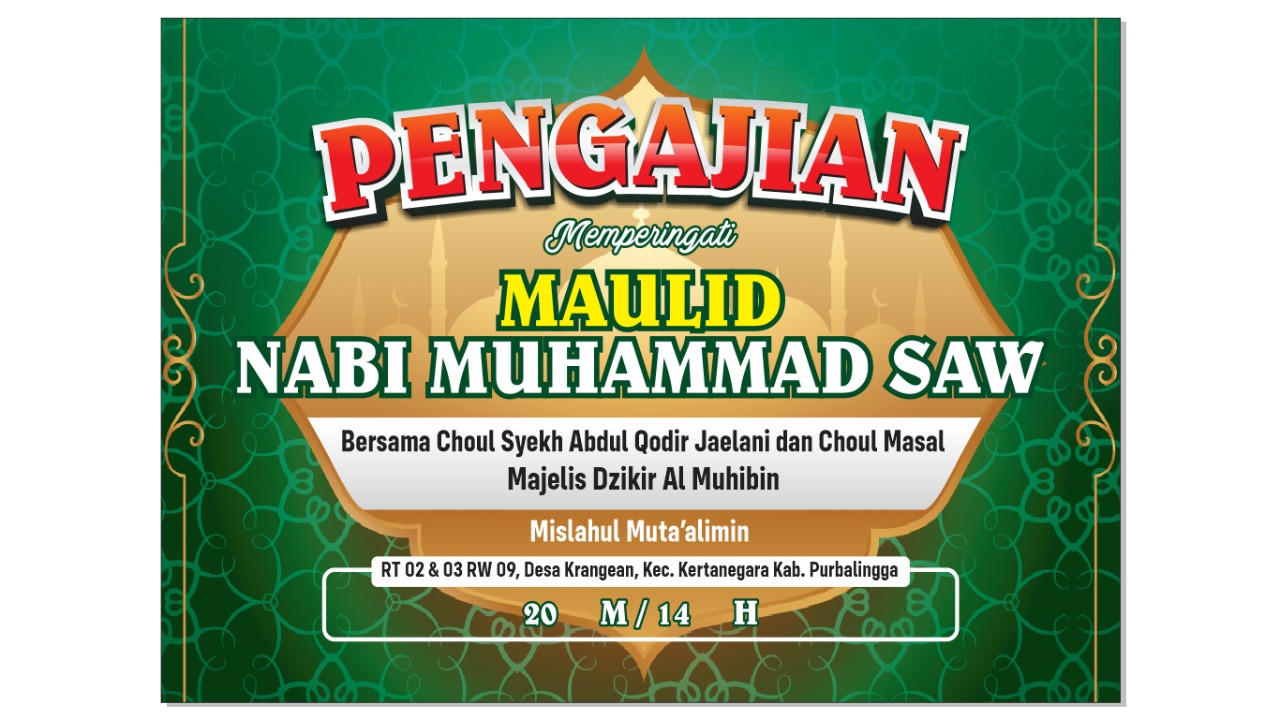 PENGAJIAN
Memperingati
MAULID
NABI MUHAMMAD SAW
Bersama Choul Syekh Abdul Qodir Jaelani dan Choul Masal
Majelis Dzikir Al Muhibin
Mislahul Muta’alimin
RT 02 & 03 RW 09, Desa Krangean, Kec. Kertanegara Kab. Purbalingga
20 M / 14 H